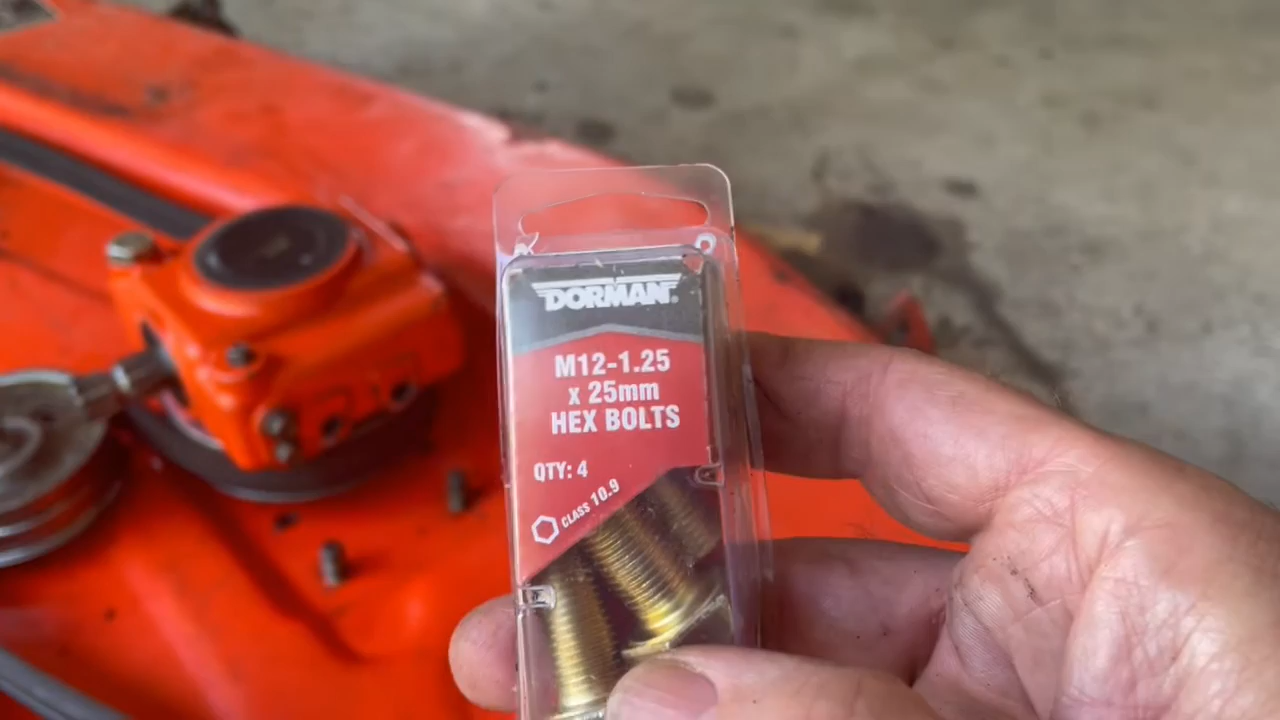 DORMAN®
M12-1.25
x 25mm
HEX BOLTS
QTY: 4
CLASS 10.9